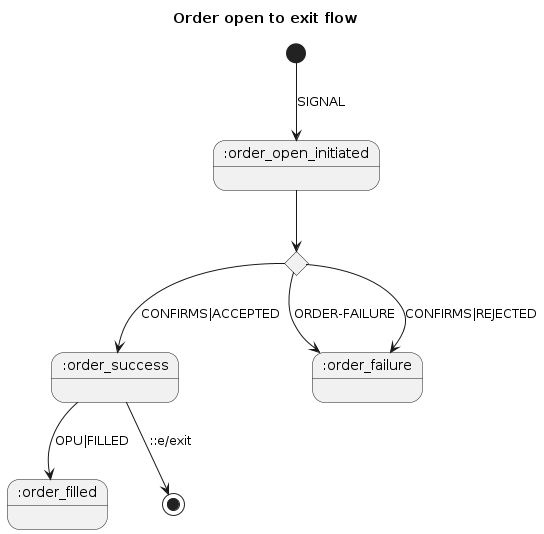 Order open to exit flow
SIGNAL
:order_open_initiated
CONFIRMS|ACCEPTED
ORDER-FAILURE
CONFIRMS|REJECTED
:order_success
:order_failure
OPU|FILLED
::e/exit
:order_filled